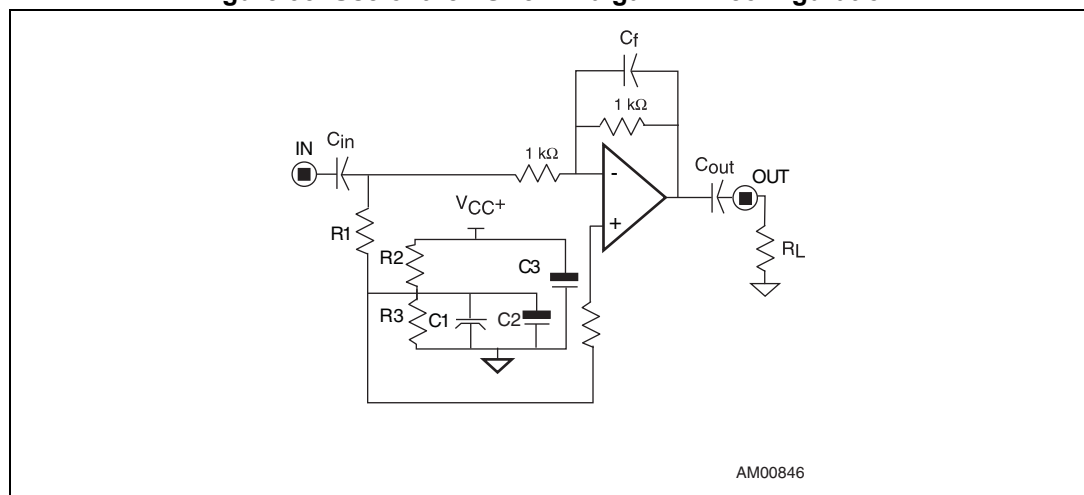 Cf
1 kΩ
IN
Cin
1 kΩ
-
Cout
OUT
VCC+
+
R1
R2
C3
RL
R3
C1
C2
AM00846